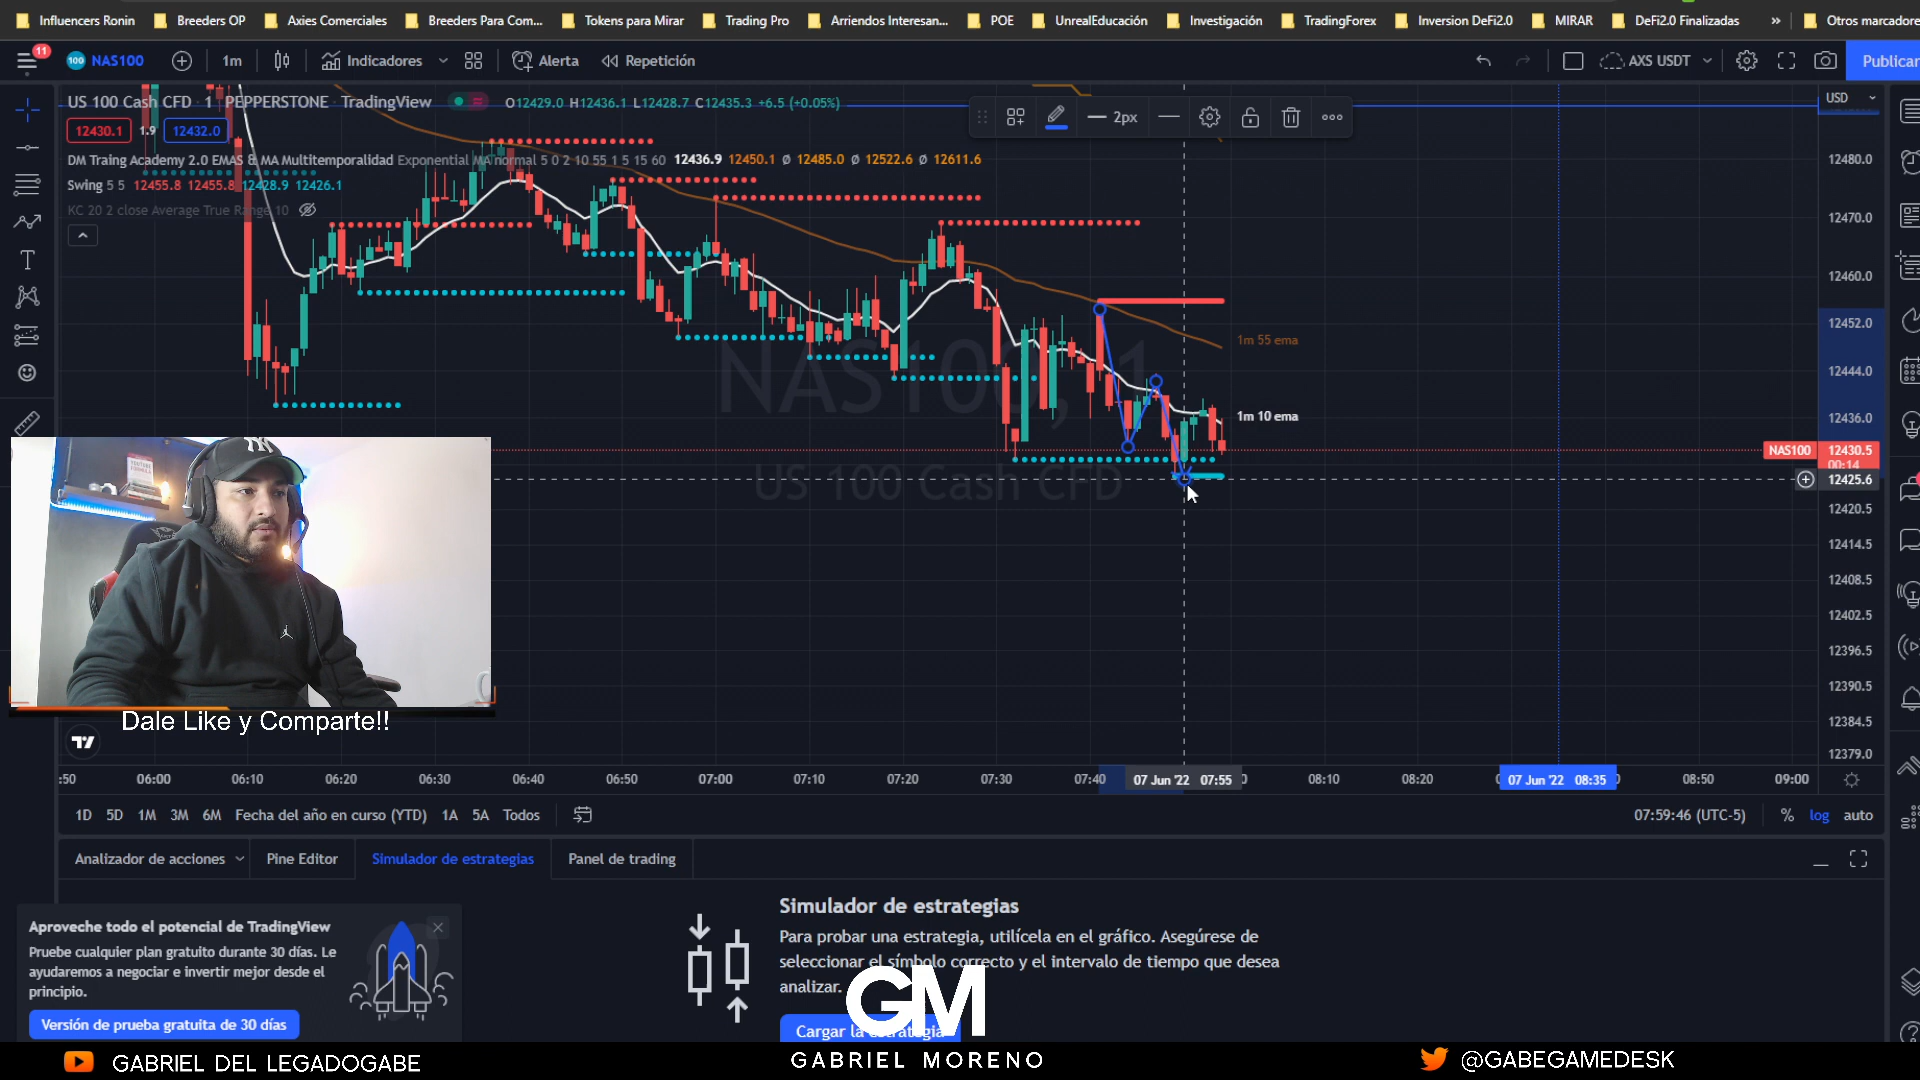 Influencers Ronin
Breeders OP
Axies Comerciales
Breeders Para Com...
Tokens para Mirar
Trading Pro
Arriendos Interesan...
POE
UnrealEducación
Investigación
TradingForex
Inversion DeFi2.0
MIRAR
DeFi2.0 Finalizadas
»
Otros marcadores
11
100 NAS100
1m
Indicadores
Alerta
Repetición
AXS USDT
Publicar
US 100 Cash CFD · 1 · PEPPERSTONE · TradingView
O12429.0 H12436.1 L12428.7 C12435.3 +6.5 (+0.05%)
12430.1 1.9 12432.0
DM Traing Academy 2.0 EMAS & MA Multitemporalidad Exponential MA normal 5 0 2 10 55 1 5 15 60 12436.9 12450.1 Ø 12485.0 Ø 12522.6 Ø 12611.6
Swing 5 5 12455.8 12455.8 12428.9 12426.1
KC 20 2 close Average True Range 10
2px
USD
12480.0
12470.0
12460.0
12452.0
12444.0
12436.0
NAS100 12430.5
00:14
12425.6
12420.5
12414.5
12408.5
12402.5
12396.5
12390.5
12384.5
12379.0
NAS100, 1
US 100 Cash CFD
1m 55 ema
1m 10 ema
NY
YOUTUBE
Dale Like y Comparte!!
:50 06:00 06:10 06:20 06:30 06:40 06:50 07:00 07:10 07:20 07:30 07:40 07 Jun '22 07:55 08:10 08:20 07 Jun '22 08:35 08:50 09:00
1D 5D 1M 3M 6M Fecha del año en curso (YTD) 1A 5A Todos
07:59:46 (UTC-5) % log auto
Analizador de acciones
Pine Editor
Simulador de estrategias
Panel de trading
Aproveche todo el potencial de TradingView
Pruebe cualquier plan gratuito durante 30 días. Le
ayudaremos a negociar e invertir mejor desde el
principio.
Versión de prueba gratuita de 30 días
Simulador de estrategias
Para probar una estrategia, utilícela en el gráfico. Asegúrese de
seleccionar el símbolo correcto y el intervalo de tiempo que desea
analizar.
Cargar la estrategia
GM
GABRIEL MORENO
GABRIEL DEL LEGADOGABE
@GABEGAMEDESK